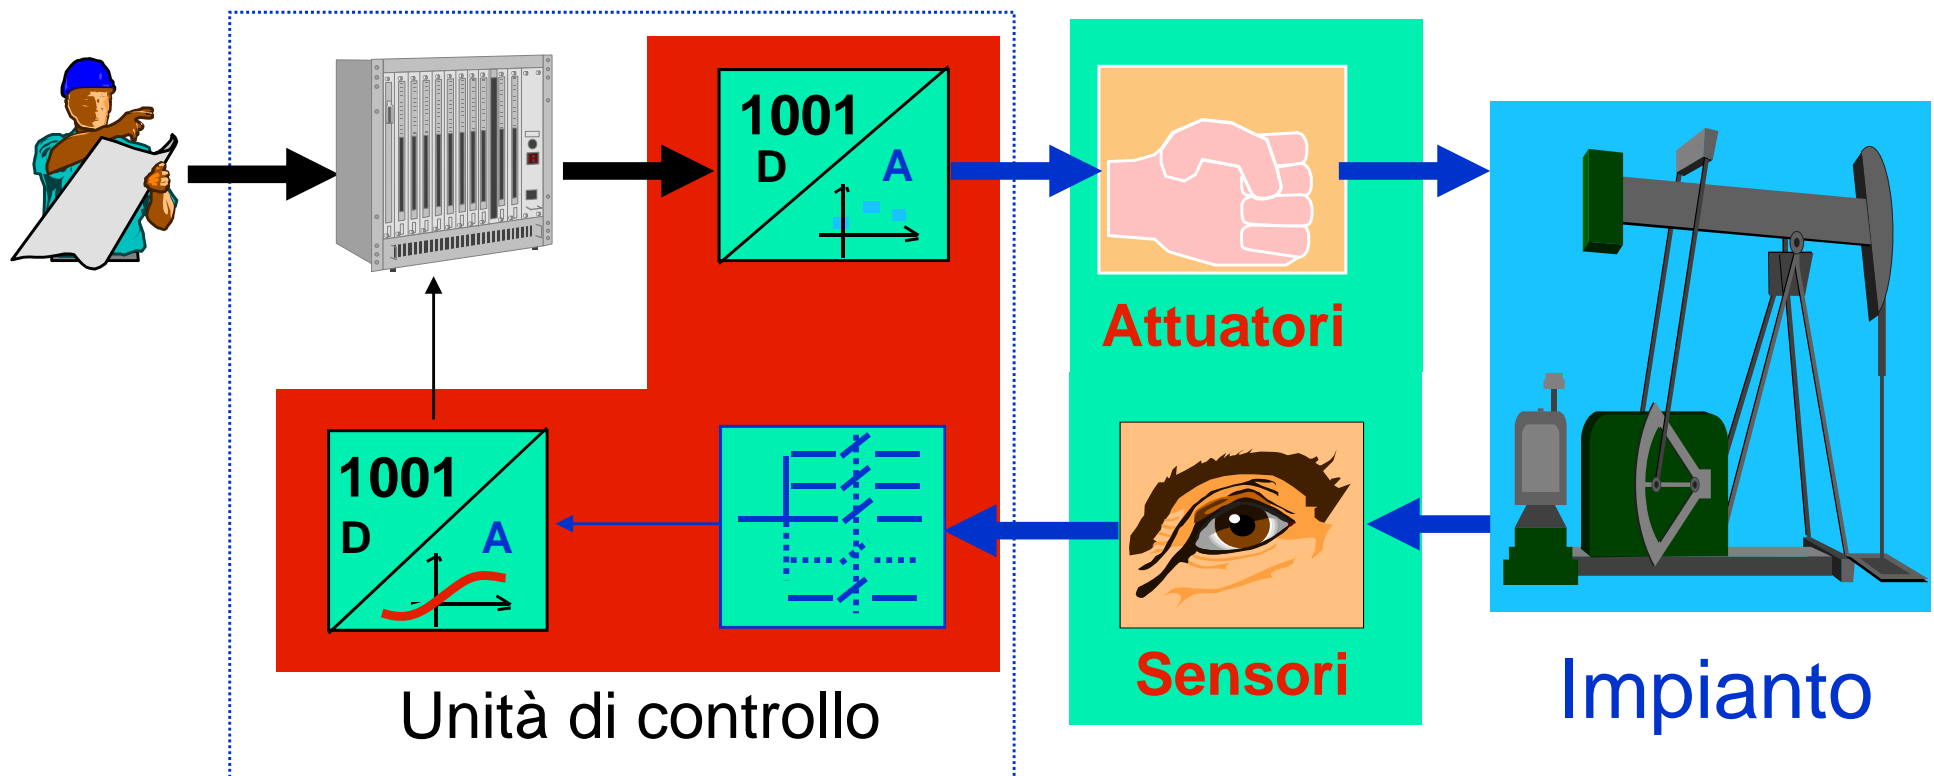 1001
D
A
Attuatori
1001
D
A
Sensori
Unità di controllo
Impianto